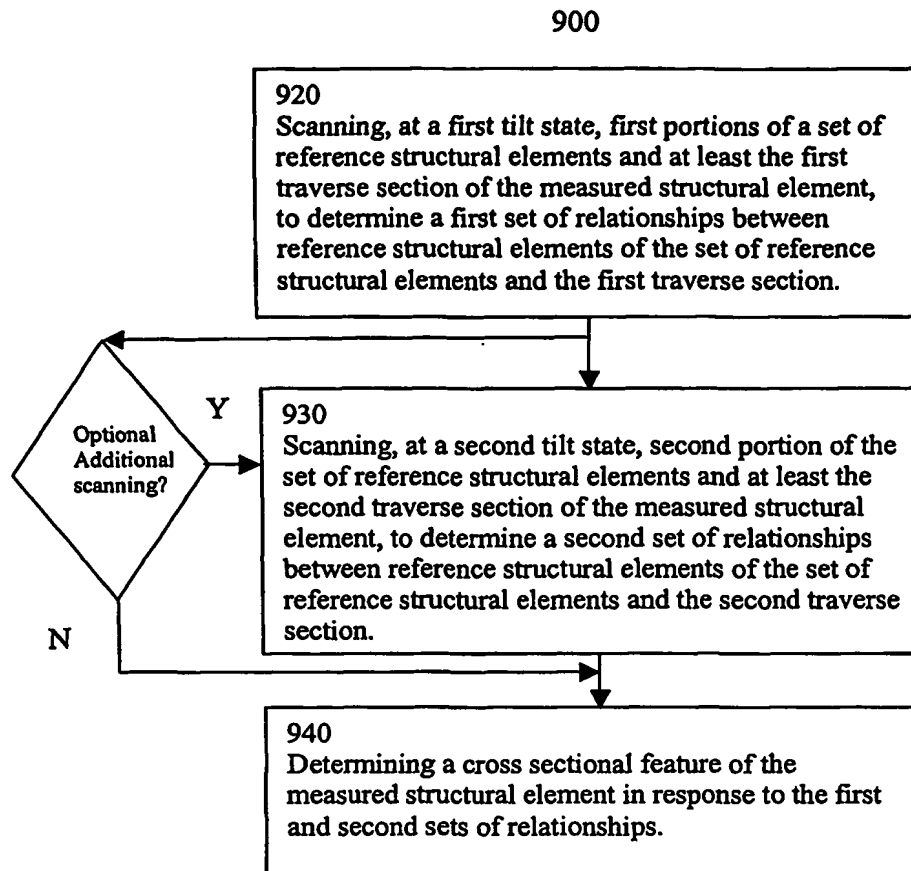 900
920
Scanning, at a first tilt state, first portions of a set of
reference structural elements and at least the first
traverse section of the measured structural element,
to determine a first set of relationships between
reference structural elements of the set of reference
structural elements and the first traverse section.
Optional
Additional
scanning?
Y
N
930
Scanning, at a second tilt state, second portion of the
set of reference structural elements and at least the
second traverse section of the measured structural
element, to determine a second set of relationships
between reference structural elements of the set of
reference structural elements and the second traverse
section.
940
Determining a cross sectional feature of the
measured structural element in response to the first
and second sets of relationships.